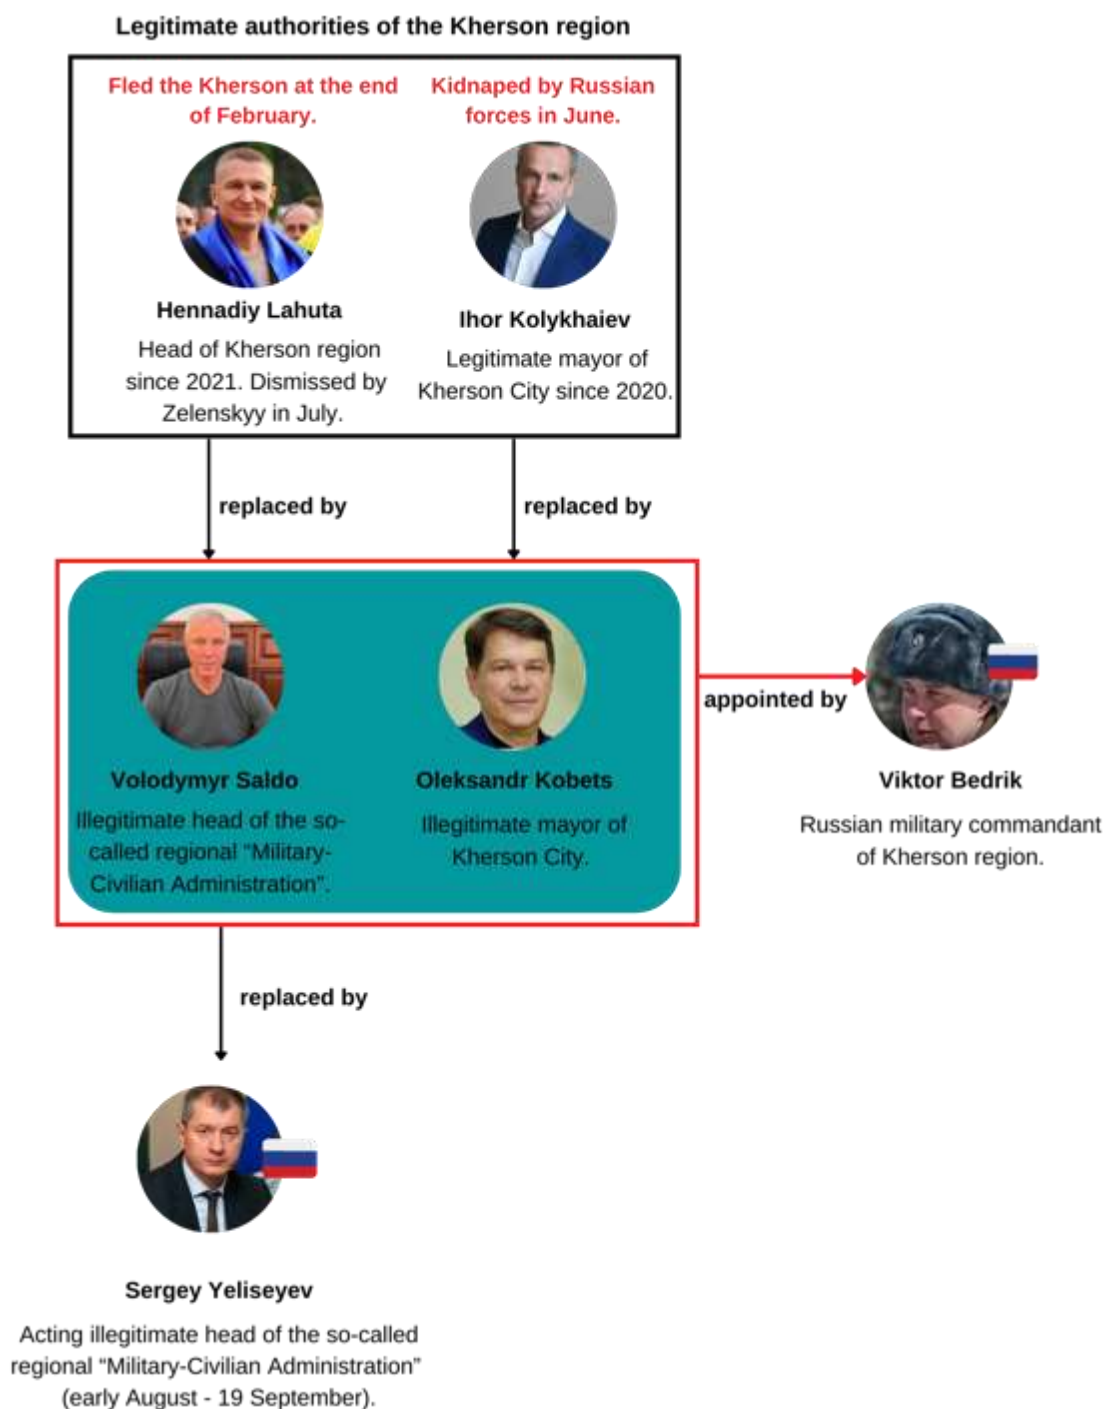 Legitimate authorities of the Kherson region
Fled the Kherson at the end
of February.
Kidnaped by Russian
forces in June.
Hennadiy Lahuta
Head of Kherson region
since 2021. Dismissed by
Zelenskyy in July.
Ihor Kolykhaiev
Legitimate mayor of
Kherson City since 2020.
replaced by
replaced by
Volodymyr Saldo
Illegitimate head of the so-
called regional “Military-
Civilian Administration”.
Oleksandr Kobets
Illegitimate mayor of
Kherson City.
appointed by
Viktor Bedrik
Russian military commandant
of Kherson region.
replaced by
Sergey Yeliseyev
Acting illegitimate head of the so-called
regional “Military-Civilian Administration”
(early August - 19 September).